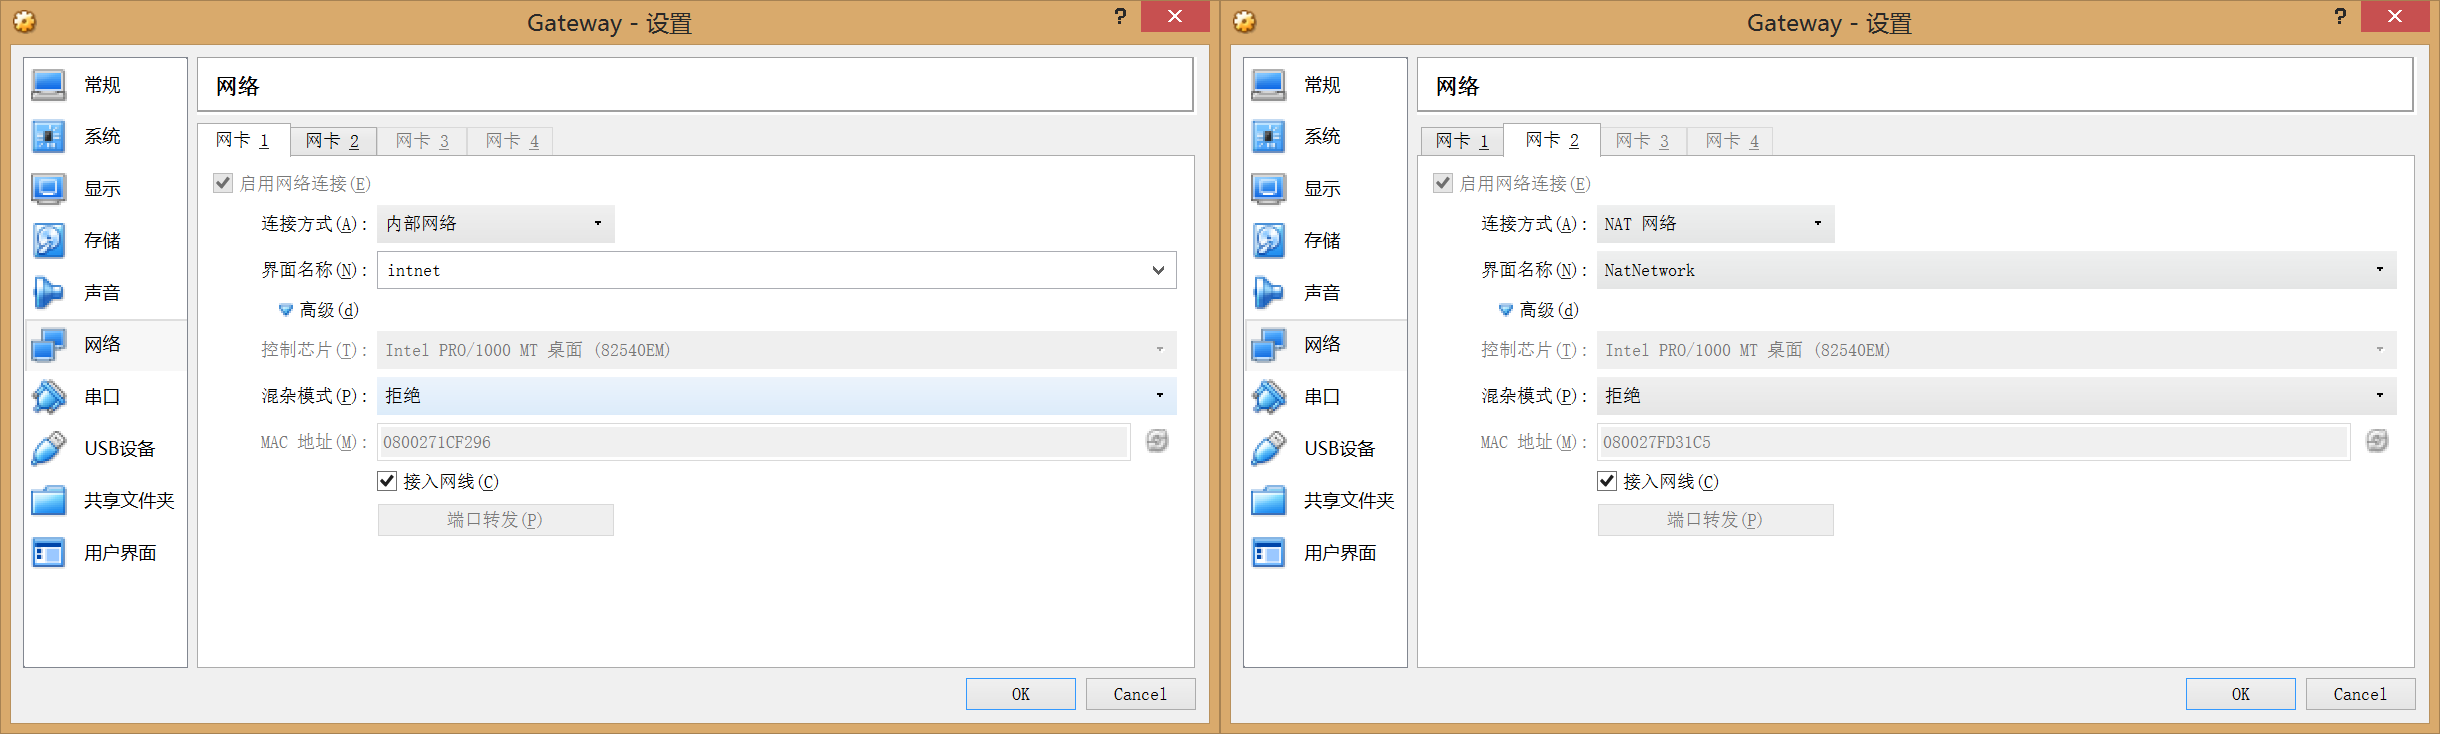 Gateway - 设置
常规
系统
显示
存储
声音
网络
串口
USB设备
共享文件夹
用户界面
网络
网卡 1 网卡 2 网卡 3 网卡 4
启用网络连接(E)
连接方式(A): 内部网络
界面名称(N): intnet
高级(d)
控制芯片(T): Intel PRO/1000 MT 桌面 (82540EM)
混杂模式(P): 拒绝
MAC 地址(M): 0800271CF296
接入网线(C)
端口转发(P)
OK Cancel
Gateway - 设置
常规
系统
显示
存储
声音
网络
串口
USB设备
共享文件夹
用户界面
网络
网卡 1 网卡 2 网卡 3 网卡 4
启用网络连接(E)
连接方式(A): NAT 网络
界面名称(N): NatNetwork
高级(d)
控制芯片(T): Intel PRO/1000 MT 桌面 (82540EM)
混杂模式(P): 拒绝
MAC 地址(M): 080027FD31C5
接入网线(C)
端口转发(P)
OK Cancel